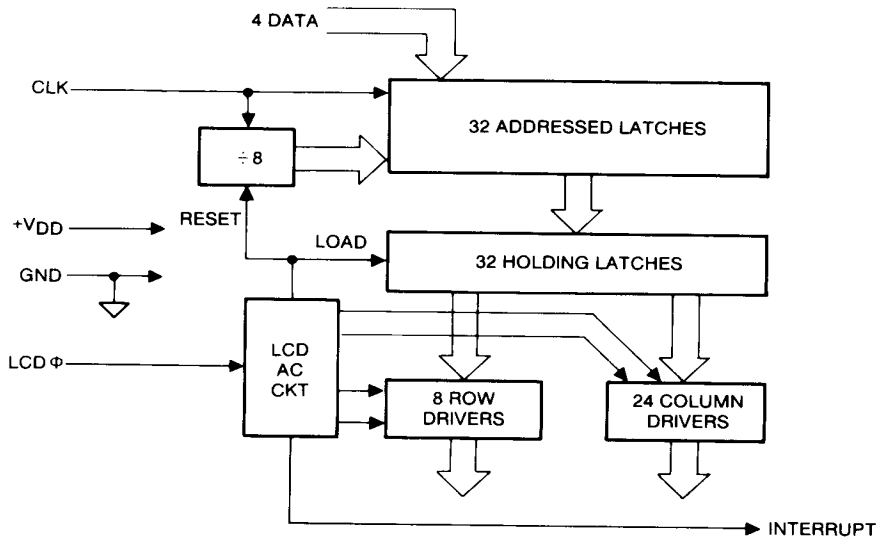 4 DATA
CLK
32 ADDRESSED LATCHES
÷8
RESET
+VDD
LOAD
32 HOLDING LATCHES
GND
LCD Φ
LCD
AC
CKT
8 ROW
DRIVERS
24 COLUMN
DRIVERS
INTERRUPT